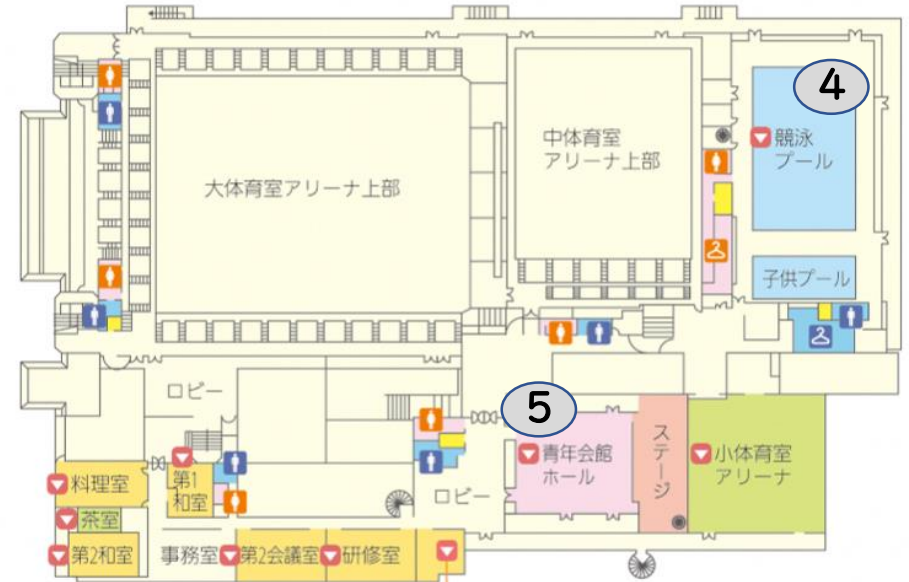 4
競泳
プール
中体育室
アリーナ上部
大体育室アリーナ上部
子供プール
ロビー
5
青年会館
ホール
ステージ
小体育室
アリーナ
料理室
第1
和室
ロビー
茶室
第2和室
事務室
第2会議室
研修室